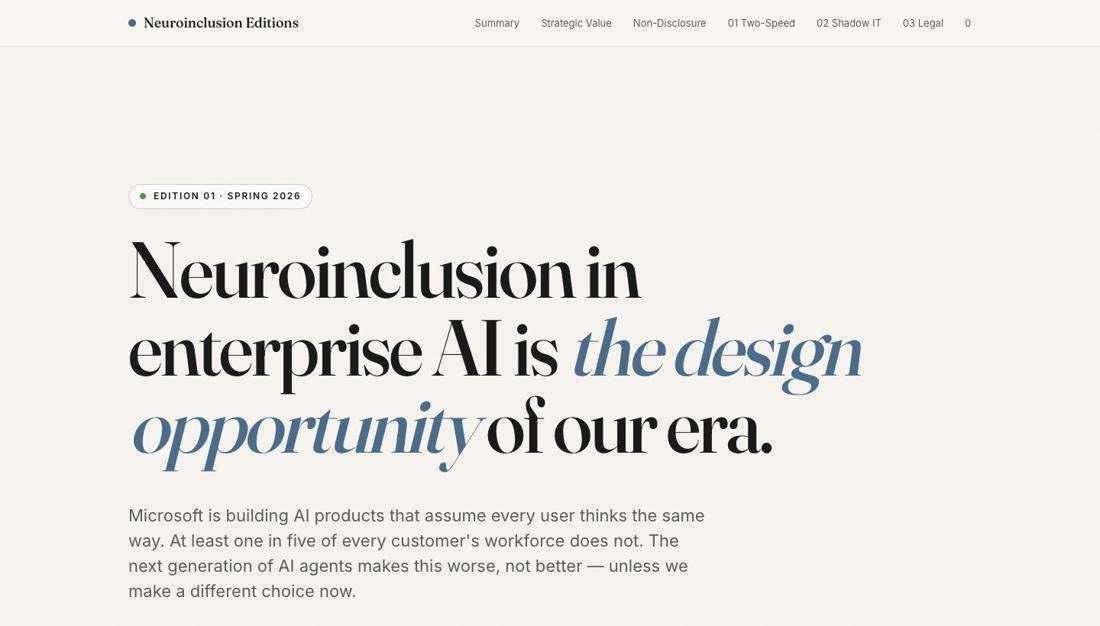 Neuroinclusion Editions
Summary Strategic Value Non-Disclosure 01 Two-Speed 02 Shadow IT 03 Legal 0
EDITION 01 · SPRING 2026
Neuroinclusion in
enterprise AI is the design
opportunity of our era.
Microsoft is building AI products that assume every user thinks the same
way. At least one in five of every customer's workforce does not. The
next generation of AI agents makes this worse, not better — unless we
make a different choice now.